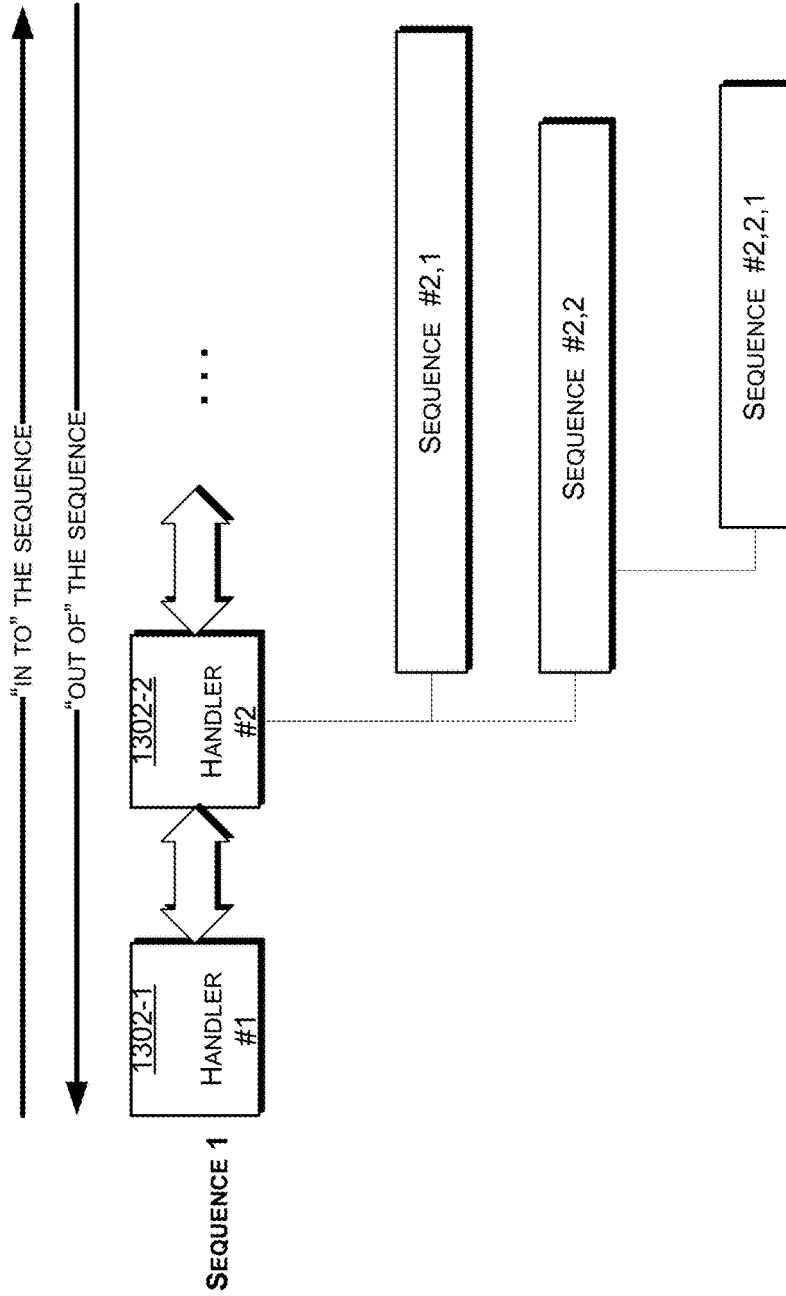 “IN TO” THE SEQUENCE
“OUT OF” THE SEQUENCE
SEQUENCE 1
1302-1
HANDLER
#1
1302-2
HANDLER
#2
...
SEQUENCE #2,1
SEQUENCE #2,2
SEQUENCE #2,2,1